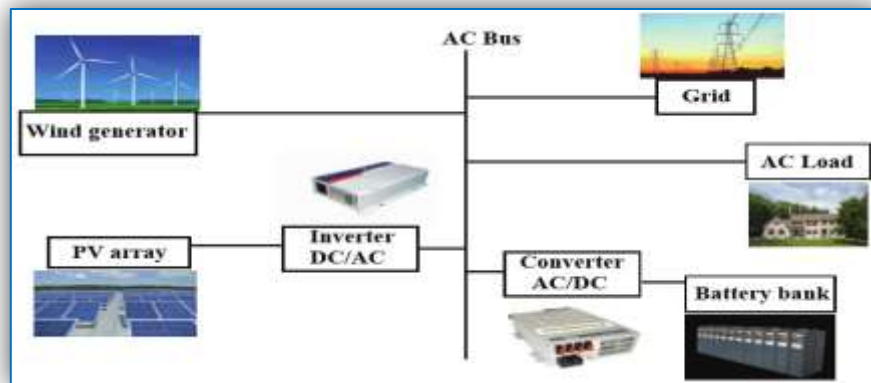 AC Bus
Grid
Wind generator
AC Load
Inverter
DC/AC
PV array
Converter
AC/DC
Battery bank